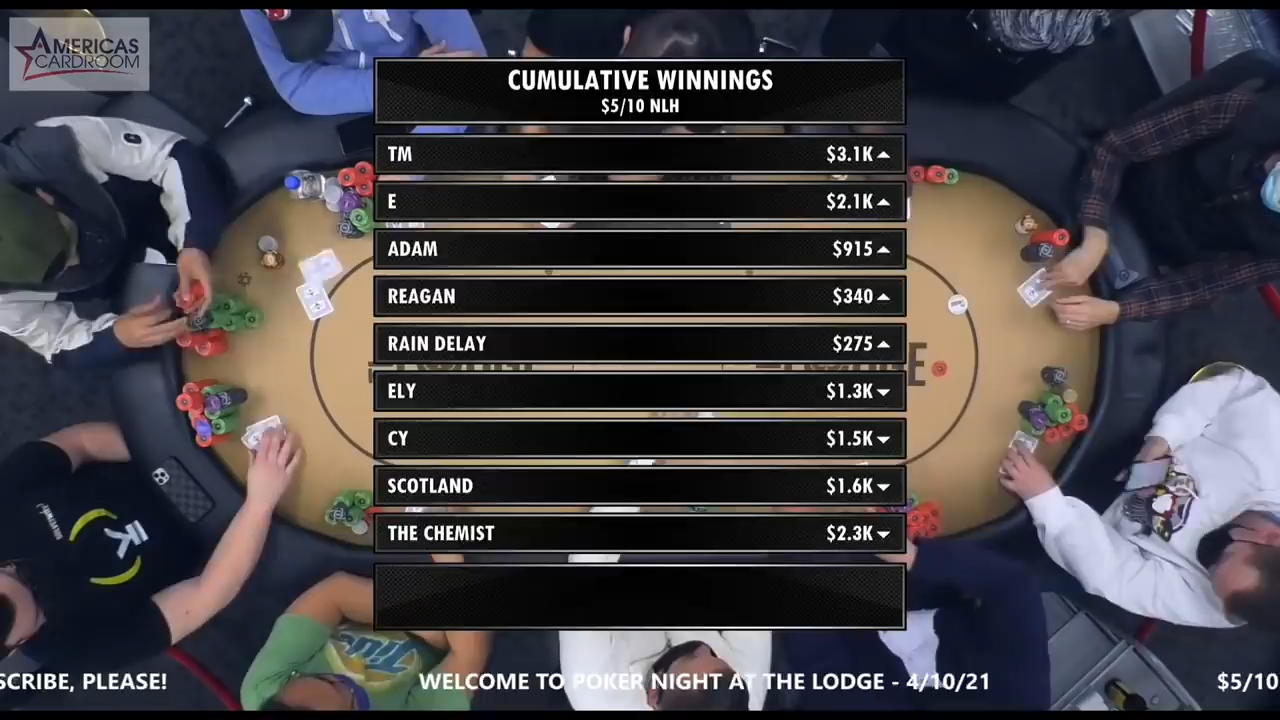 AMERICAS
CARDROOM
CUMULATIVE WINNINGS
$5/10 NLH
TM $3.1K
E $2.1K
ADAM $915
REAGAN $340
RAIN DELAY $275
ELY $1.3K
CY $1.5K
SCOTLAND $1.6K
THE CHEMIST $2.3K
SCRIBE, PLEASE! WELCOME TO POKER NIGHT AT THE LODGE - 4/10/21 $5/10